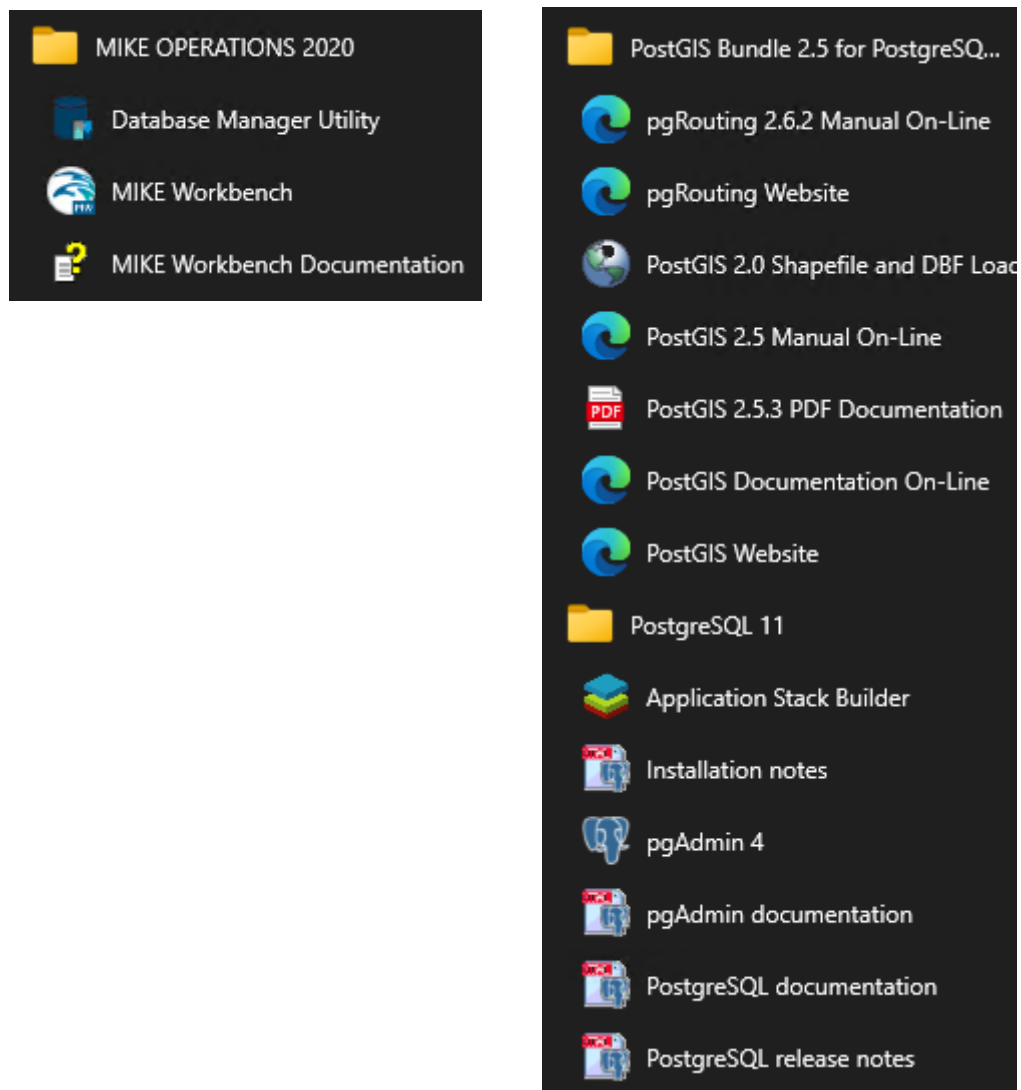 MIKE OPERATIONS 2020
Database Manager Utility
MIKE Workbench
MIKE Workbench Documentation
PostGIS Bundle 2.5 for PostgreSQ...
pgRouting 2.6.2 Manual On-Line
pgRouting Website
PostGIS 2.0 Shapefile and DBF Load
PostGIS 2.5 Manual On-Line
PDF
PostGIS 2.5.3 PDF Documentation
PostGIS Documentation On-Line
PostGIS Website
PostgreSQL 11
Application Stack Builder
Installation notes
pgAdmin 4
pgAdmin documentation
PostgreSQL documentation
PostgreSQL release notes